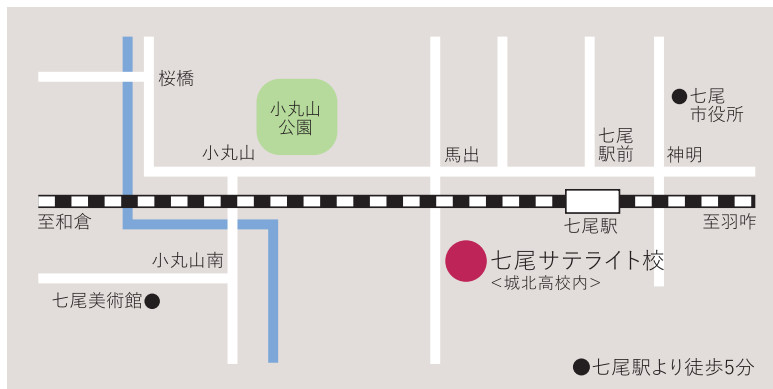 桜橋
小丸山
公園
七尾
市役所
小丸山
馬出
七尾
駅前
神明
至和倉
七尾駅
至羽咋
小丸山南
七尾サテライト校
<城北高校内>
七尾美術館
七尾駅より徒歩5分